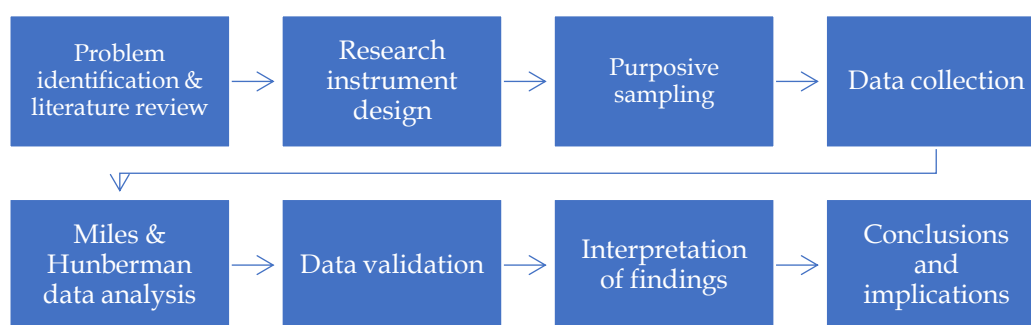 Problem
identification &
literature review
Research
instrument
design
Purposive
sampling
Data collection
Miles &
Hunberman
data analysis
Data validation
Interpretation
of findings
Conclusions
and
implications